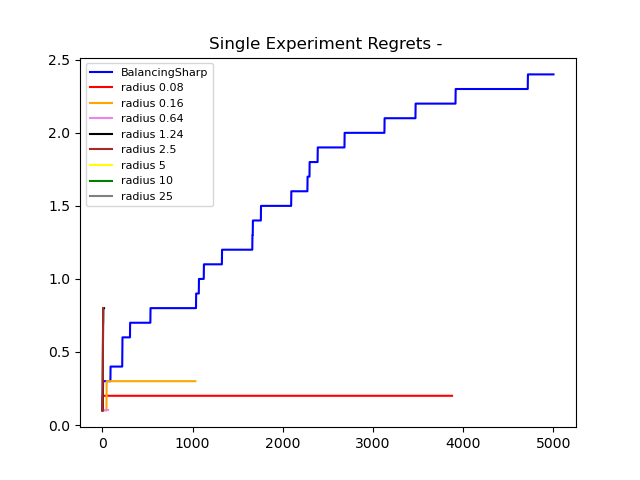 Single Experiment Regrets -
2.5
2.0
1.5
1.0
0.5
0.0
BalancingSharp
radius 0.08
radius 0.16
radius 0.64
radius 1.24
radius 2.5
radius 5
radius 10
radius 25
0 1000 2000 3000 4000 5000